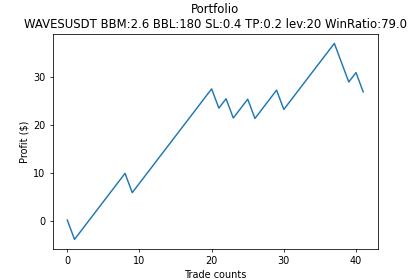 Portfolio
WAVESUSDT BBM:2.6 BBL:180 SL:0.4 TP:0.2 lev:20 WinRatio:79.0
30
20
10
0
Profit ($)
0 10 20 30 40
Trade counts